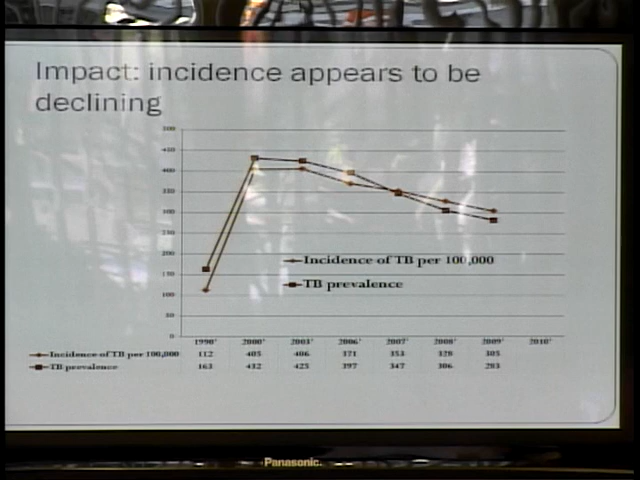 Impact: incidence appears to be
declining
500
450
400
350
300
250
200
150
100
50
0
Incidence of TB per 100,000
TB prevalence
1990' 2000' 2003' 2006' 2007' 2008' 2009' 2010'
Incidence of TB per 100,000 112 405 406 371 353 328 305
TB prevalence 163 432 425 397 347 306 283
Panasonic